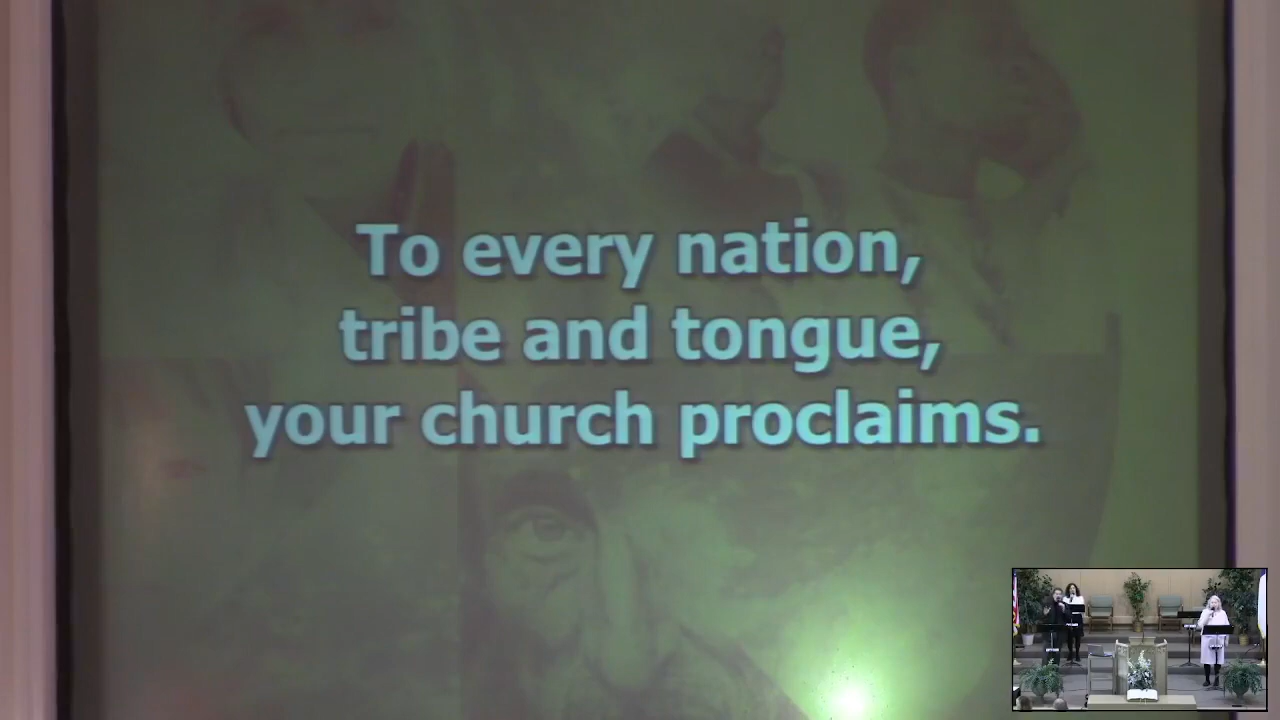 To every nation,
tribe and tongue,
your church proclaims.